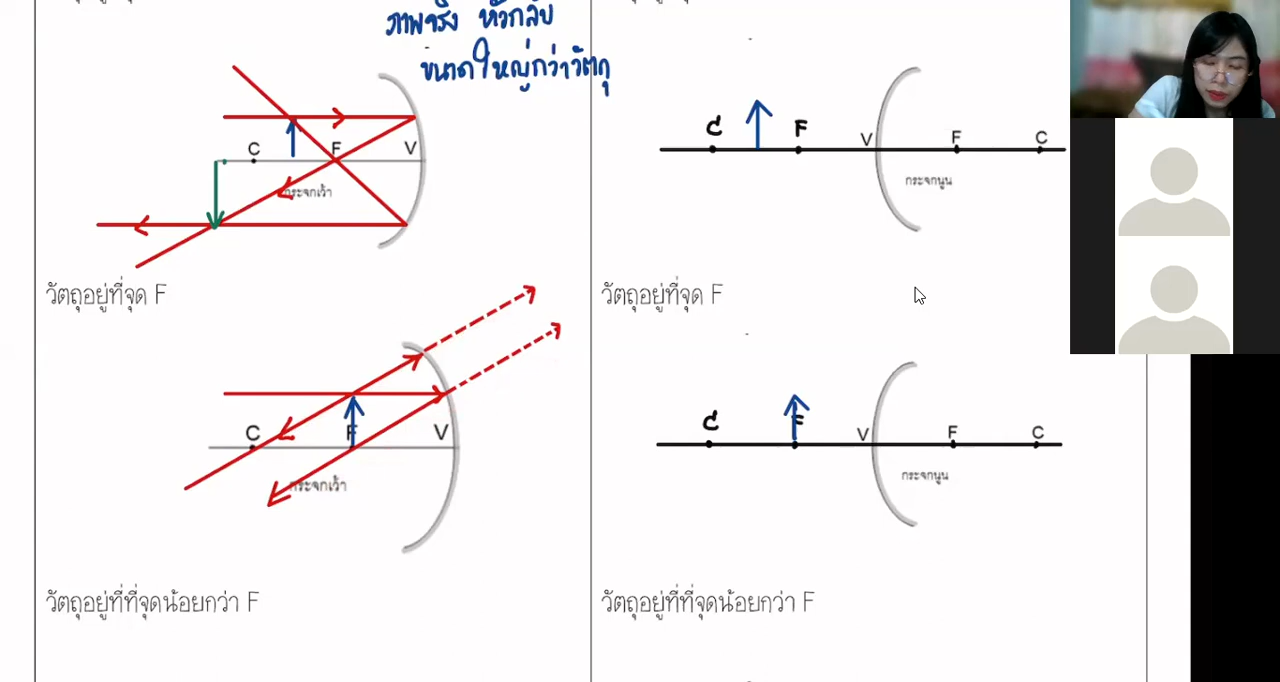 ภาพจริง หัวกลับ
ขนาดใหญ่กว่าวัตถุ
C F V
กระจกเว้า
C F V F C
กระจกนูน
วัตถุอยู่ที่จุด F
วัตถุอยู่ที่จุด F
C F V
กระจกเว้า
C F V F C
กระจกนูน
วัตถุอยู่ที่ที่จุดน้อยกว่า F
วัตถุอยู่ที่ที่จุดน้อยกว่า F